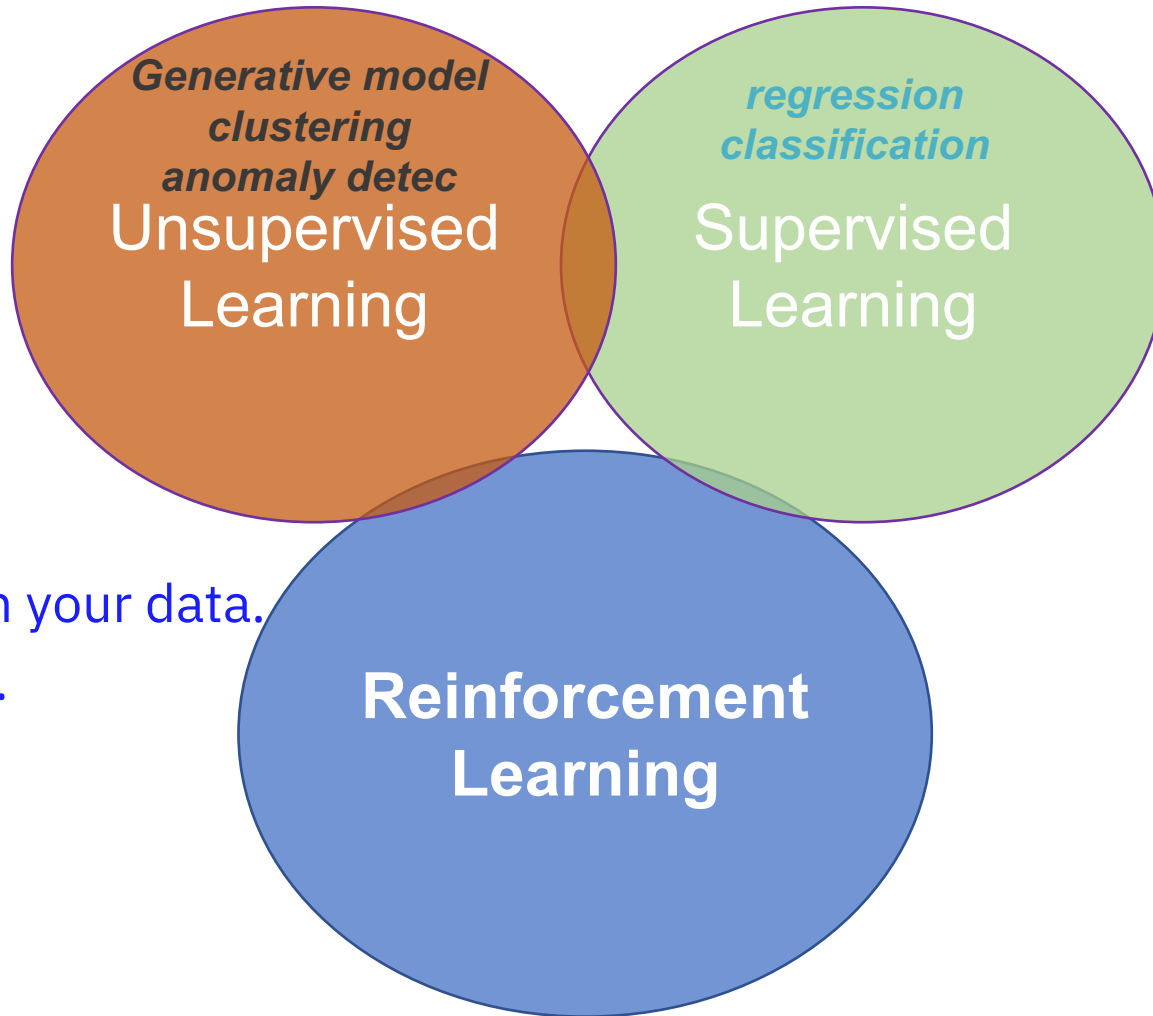 Generative model
clustering
anomaly detec
Unsupervised
Learning
regression
classification
Supervised
Learning
your data.
.
Reinforcement
Learning